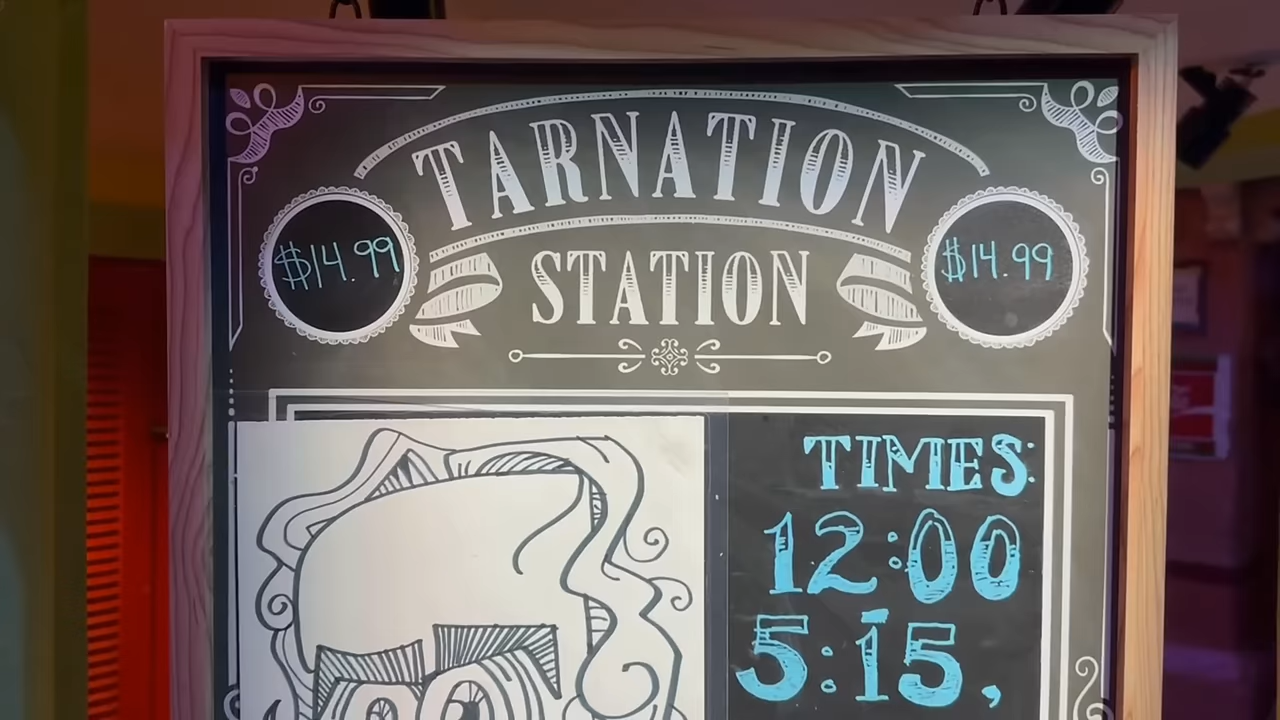 TARNATION
STATION
$14.99
$14.99
TIMES:
12:00
5:15,